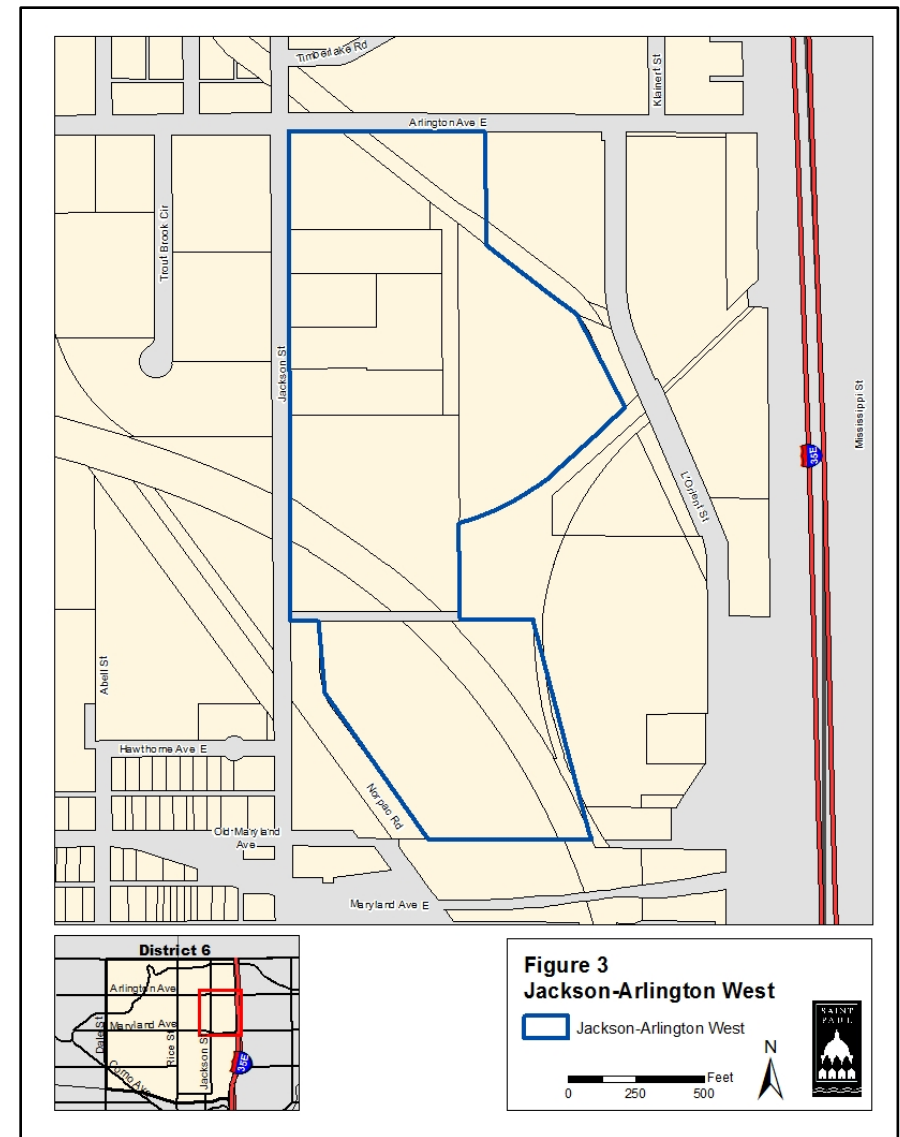 Timberlake Rd
Klainert St
Arlington Ave E
Trout Brook Cir
Jackson St
Mississippi St
35E
L'Orient St
Abell St
Hawthorne Ave E
Norpac Rd
Old Maryland
Ave
Maryland Ave E
District 6
Arlington Ave
Maryland Ave
Dale St
Rice St
Jackson St
Como Ave
35E
Figure 3
Jackson-Arlington West
Jackson-Arlington West
N
Feet
0 250 500
SAINT
PAUL